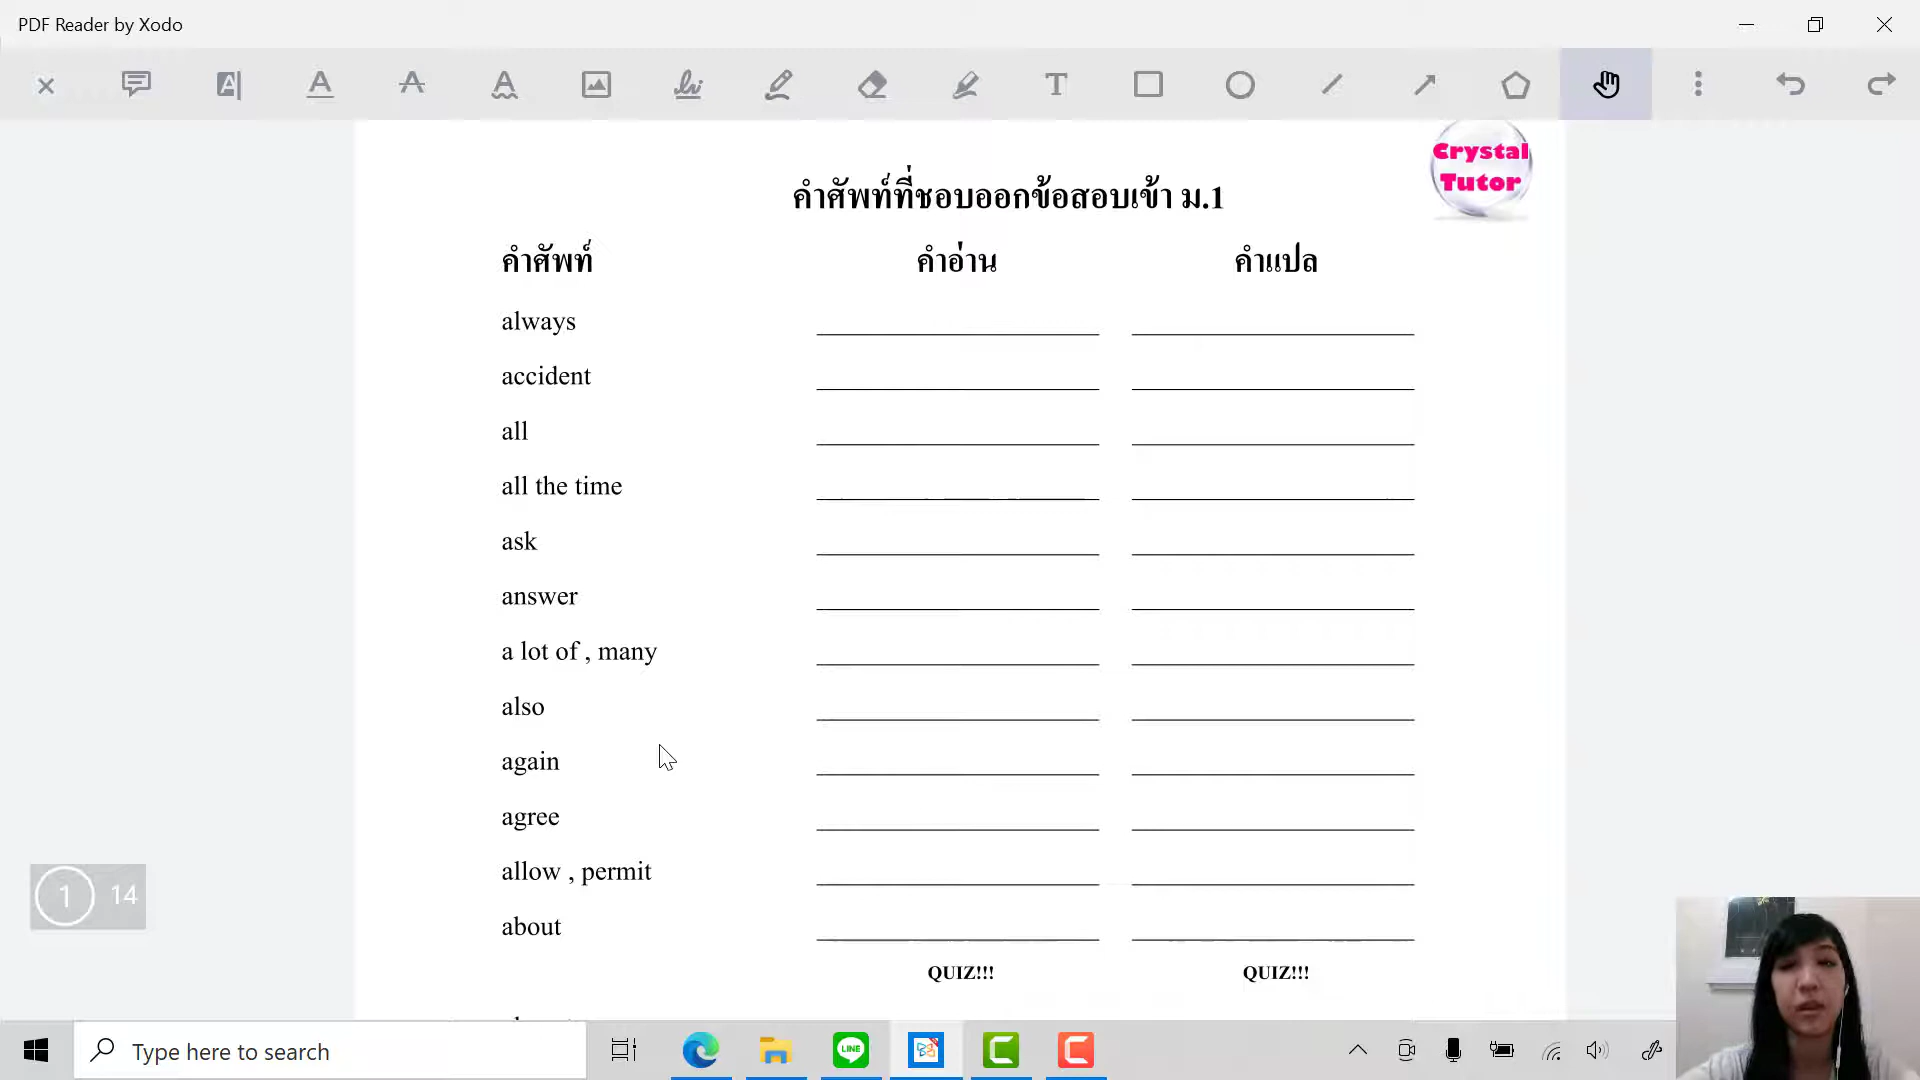 PDF Reader by Xodo
Crystal
Tutor
คำศัพท์ที่ชอบออกข้อสอบเข้า ม.1
คำศัพท์ คำอ่าน คำแปล
always
accident
all
all the time
ask
answer
a lot of , many
also
again
agree
allow , permit
about
QUIZ!!! QUIZ!!!
1 14
Type here to search
LINE